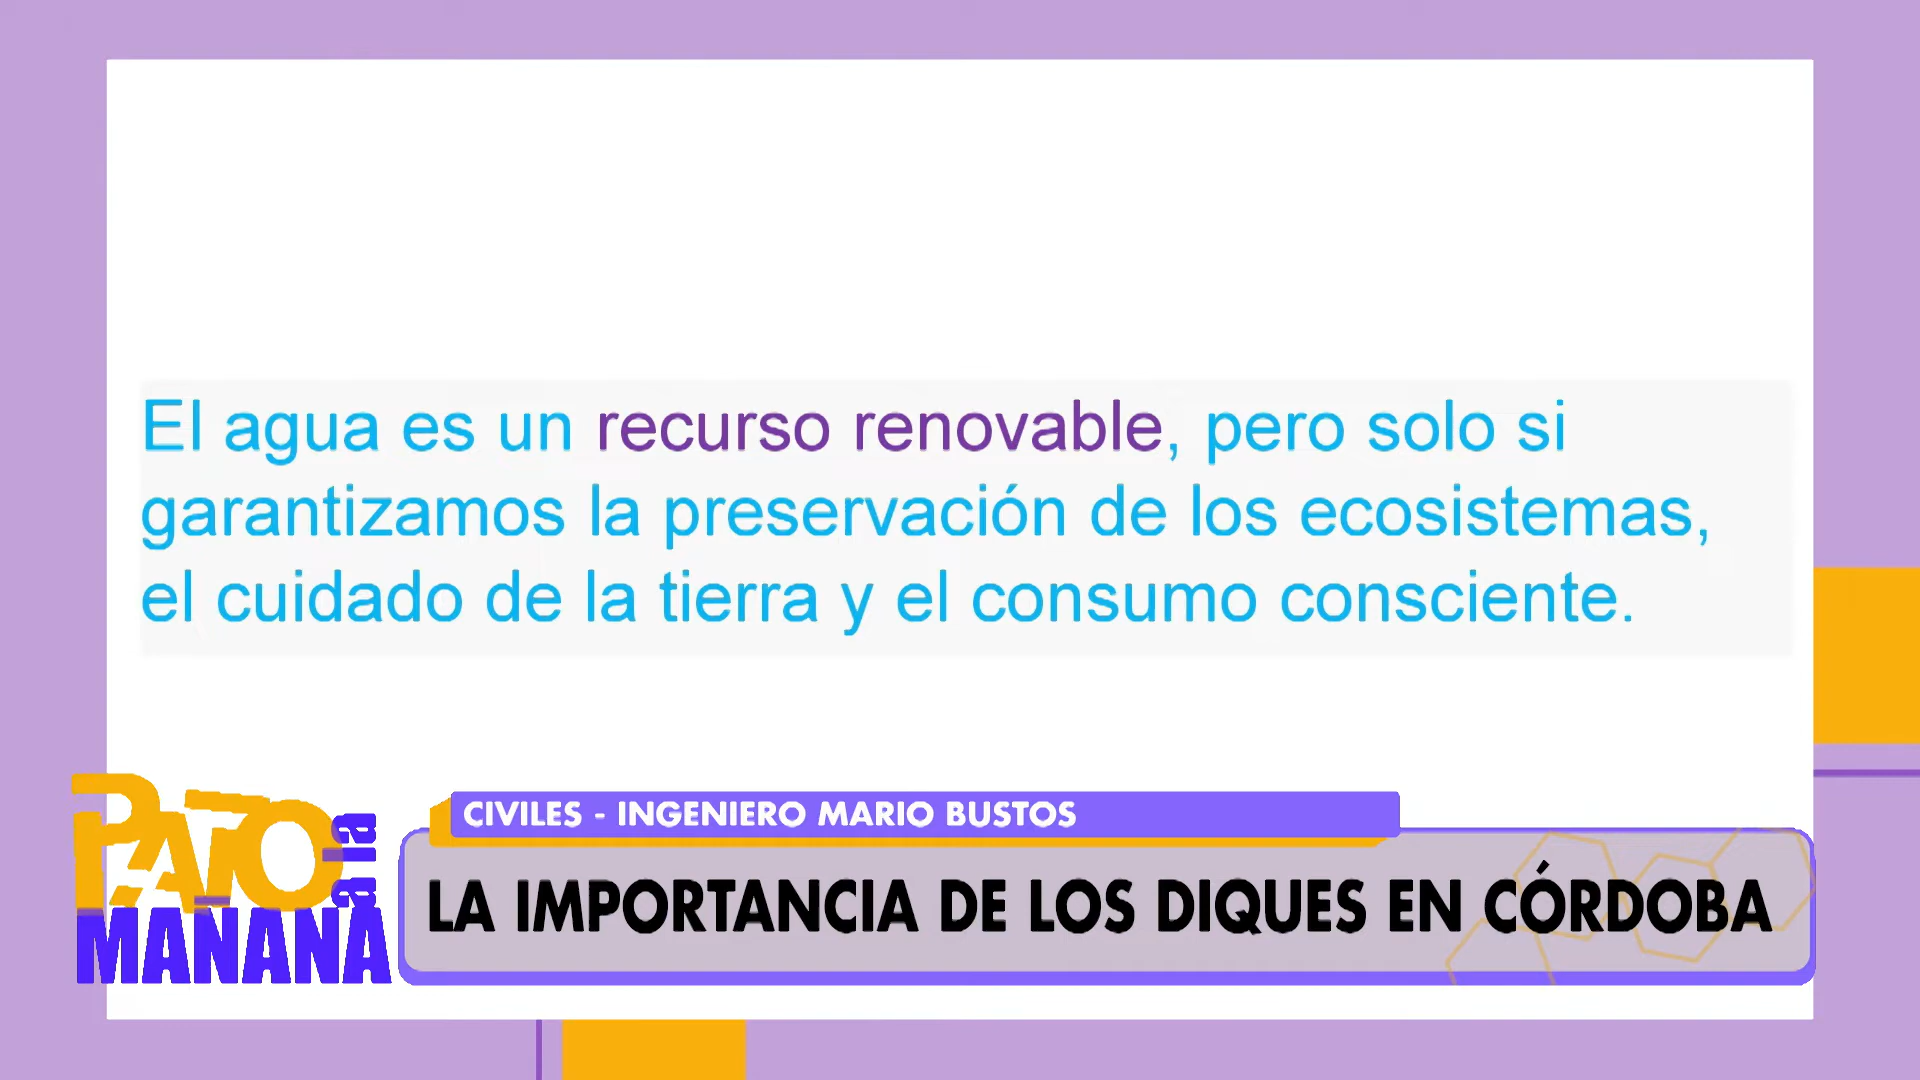 El agua es un recurso renovable, pero solo si
garantizamos la preservación de los ecosistemas,
el cuidado de la tierra y el consumo consciente.
CIVILES - INGENIERO MARIO BUSTOS
LA IMPORTANCIA DE LOS DIQUES EN CÓRDOBA
PATO
a la
MAÑANA